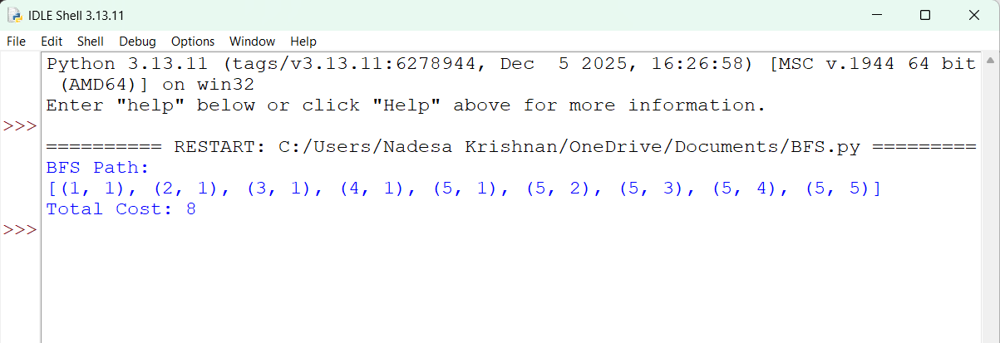 IDLE Shell 3.13.11
File Edit Shell Debug Options Window Help
Python 3.13.11 (tags/v3.13.11:6278944, Dec  5 2025, 16:26:58) [MSC v.1944 64 bit
 (AMD64)] on win32
Enter "help" below or click "Help" above for more information.
>>>
========== RESTART: C:/Users/Nadesa Krishnan/OneDrive/Documents/BFS.py =========
BFS Path:
[(1, 1), (2, 1), (3, 1), (4, 1), (5, 1), (5, 2), (5, 3), (5, 4), (5, 5)]
Total Cost: 8
>>>